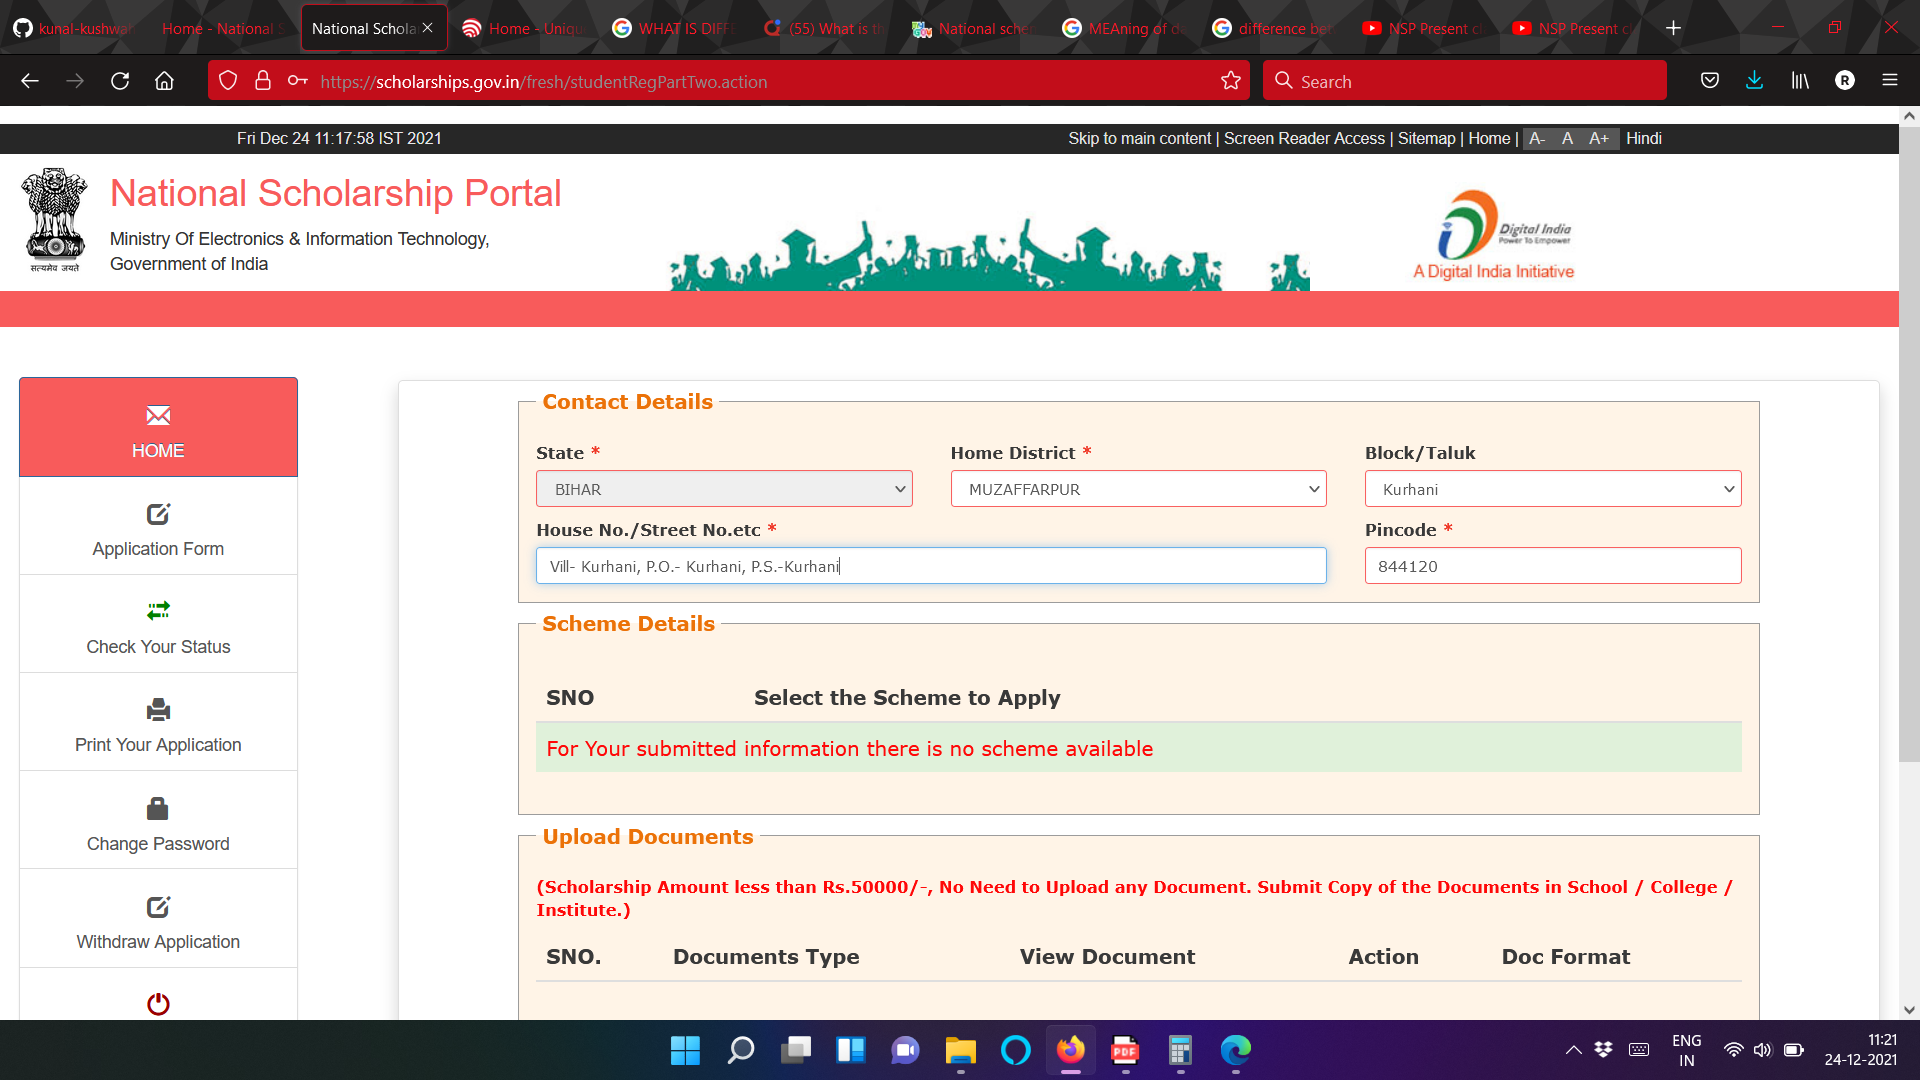 kunal-kushwa
Home - National S
National Schola
Home - Uniqu
WHAT IS DIFFE
(55) What is th
National sche
MEAning of d
difference be
NSP Present c
NSP Present c
https://scholarships.gov.in/fresh/studentRegPartTwo.action
Search
R
Fri Dec 24 11:17:58 IST 2021
Skip to main content | Screen Reader Access | Sitemap | Home | A- A A+ Hindi
National Scholarship Portal
Ministry Of Electronics & Information Technology,
Government of India
सत्यमेव जयते
Digital India
Power To Empower
A Digital India Initiative
HOME
Application Form
Check Your Status
Print Your Application
Change Password
Withdraw Application
Contact Details
State * Home District * Block/Taluk
BIHAR MUZAFFARPUR Kurhani
House No./Street No.etc * Pincode *
Vill- Kurhani, P.O.- Kurhani, P.S.-Kurhani 844120
Scheme Details
SNO Select the Scheme to Apply
For Your submitted information there is no scheme available
Upload Documents
(Scholarship Amount less than Rs.50000/-, No Need to Upload any Document. Submit Copy of the Documents in School / College /
Institute.)
SNO. Documents Type View Document Action Doc Format
PDF
ENG
IN
11:21
24-12-2021